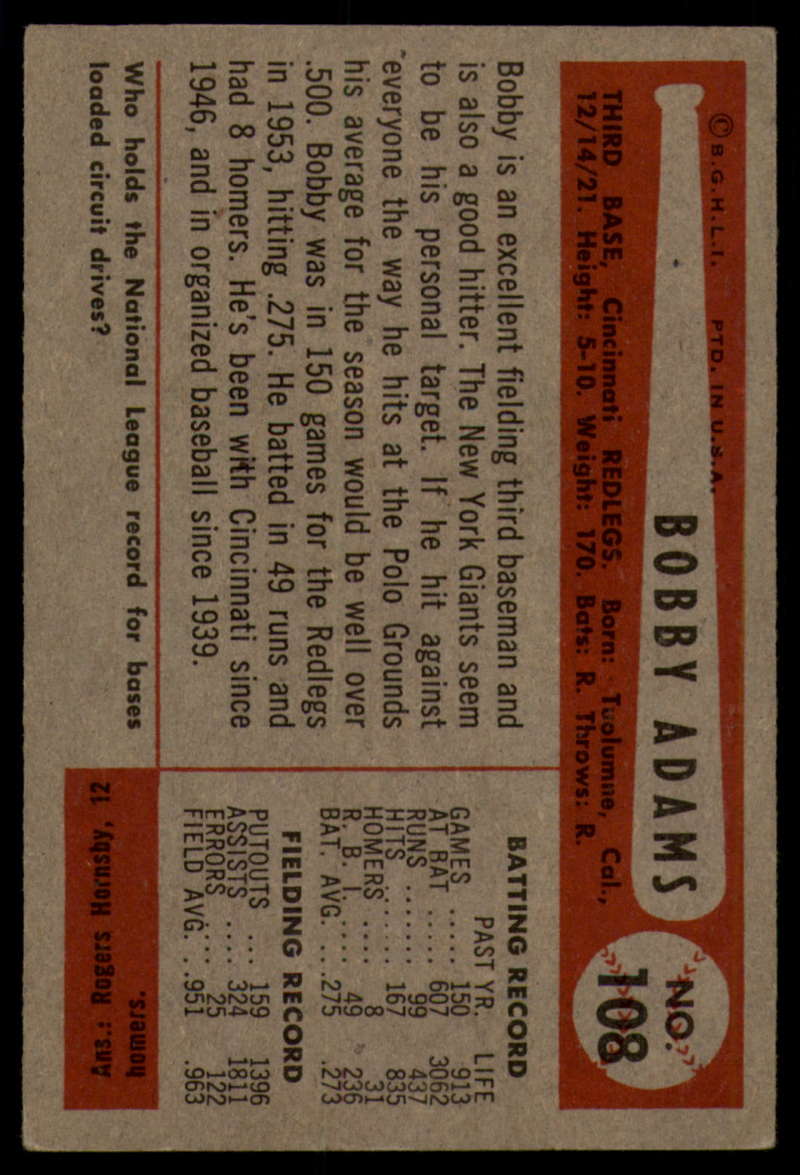 © B.G.H.L.I. PTD. IN U.S.A.
BOBBY ADAMS
NO. 108
THIRD BASE, Cincinnati REDLEGS. Born: Tuolumne, Cal.,
12/14/21. Height: 5-10. Weight: 170. Bats: R. Throws: R.
Bobby is an excellent fielding third baseman and
is also a good hitter. The New York Giants seem
to be his personal target. If he hit against
everyone the way he hits at the Polo Grounds
his average for the season would be well over
.500. Bobby was in 150 games for the Redlegs
in 1953, hitting .275. He batted in 49 runs and
had 8 homers. He's been with Cincinnati since
1946, and in organized baseball since 1939.
BATTING RECORD
PAST YR. LIFE
GAMES ..... 150 913
AT BAT ..... 607 3062
RUNS ....... 99 437
HITS ....... 167 835
HOMERS .... 8 31
R. B. I. .... 49 236
BAT. AVG. ... .275 .273
FIELDING RECORD
PUTOUTS ... 159 1396
ASSISTS .... 324 1811
ERRORS .... 25 122
FIELD AVG. . .951 .963
Who holds the National League record for bases
loaded circuit drives?
Ans.: Rogers Hornsby, 12
homers.